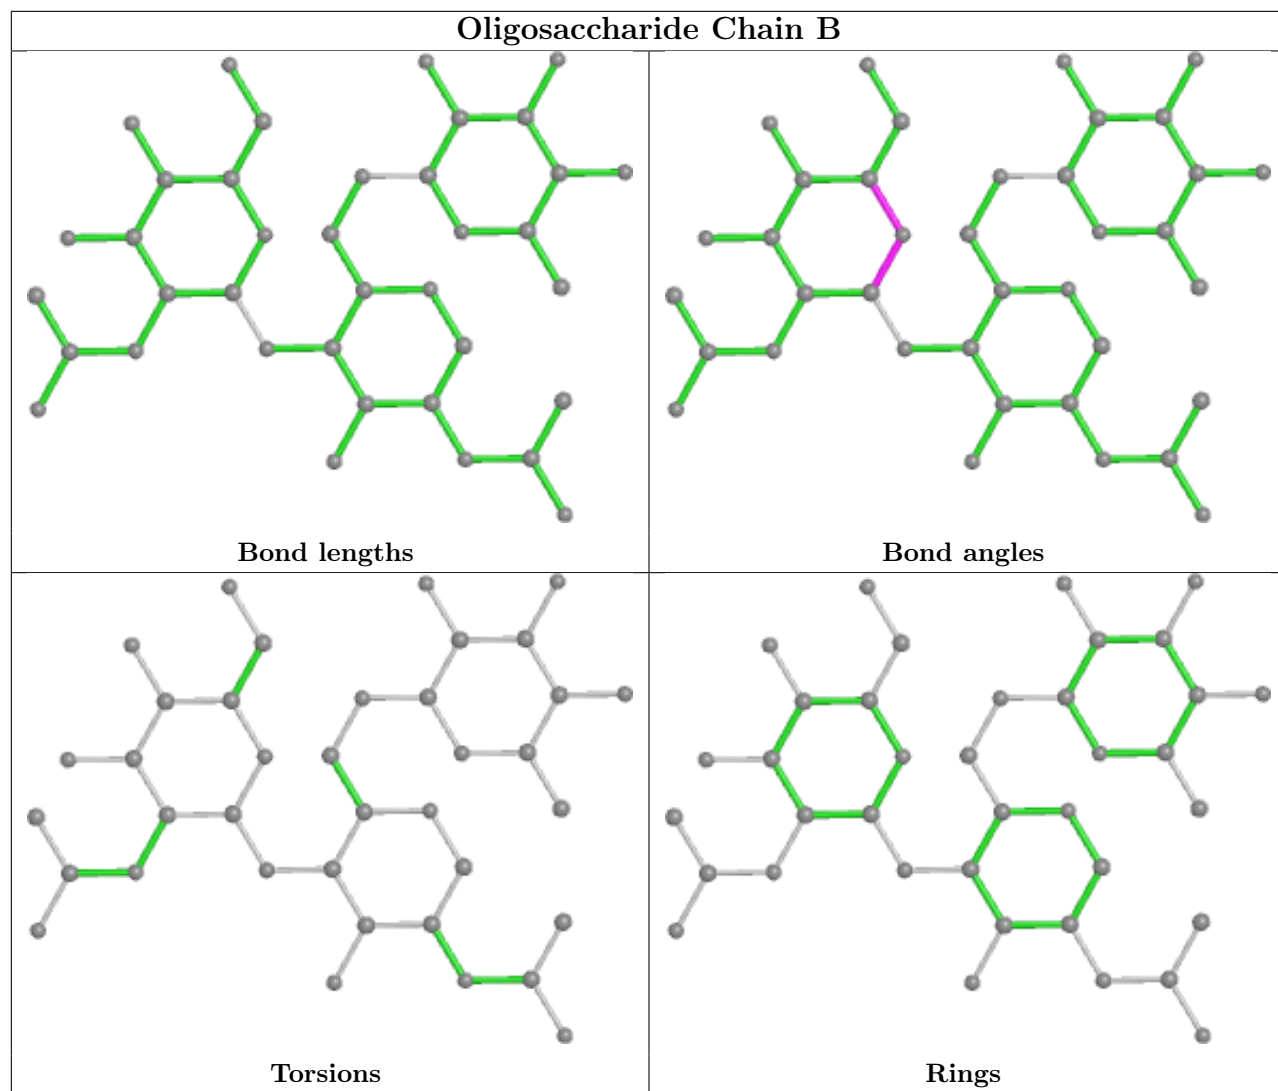 Oligosaccharide Chain B
Bond lengths
Bond angles
Torsions
Rings